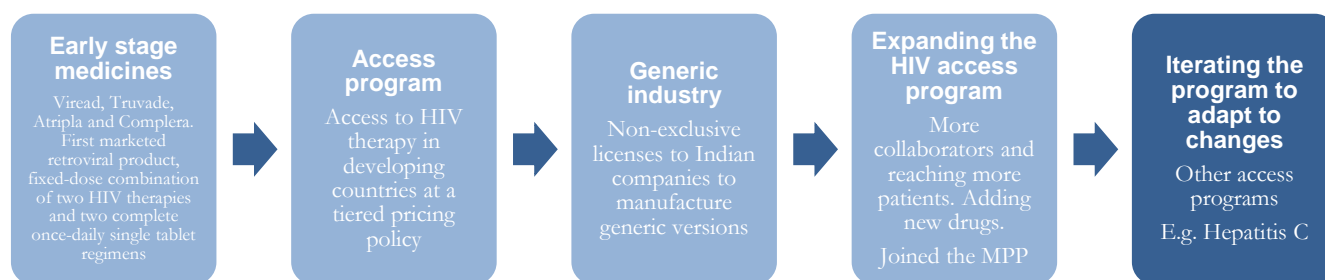 Early stage
medicines
Viread, Truvade,
Atripla and Complera.
First marketed
retroviral product,
fixed-dose combination
of two HIV therapies
and two complete
once-daily single tablet
regimens
Access
program
Access to HIV
therapy in
developing
countries at a
tiered pricing
policy
Generic
industry
Non-exclusive
licenses to Indian
companies to
manufacture
generic versions
Expanding the
HIV access
program
More
collaborators and
reaching more
patients. Adding
new drugs.
Joined the MPP
Iterating the
program to
adapt to
changes
Other access
programs
E.g. Hepatitis C